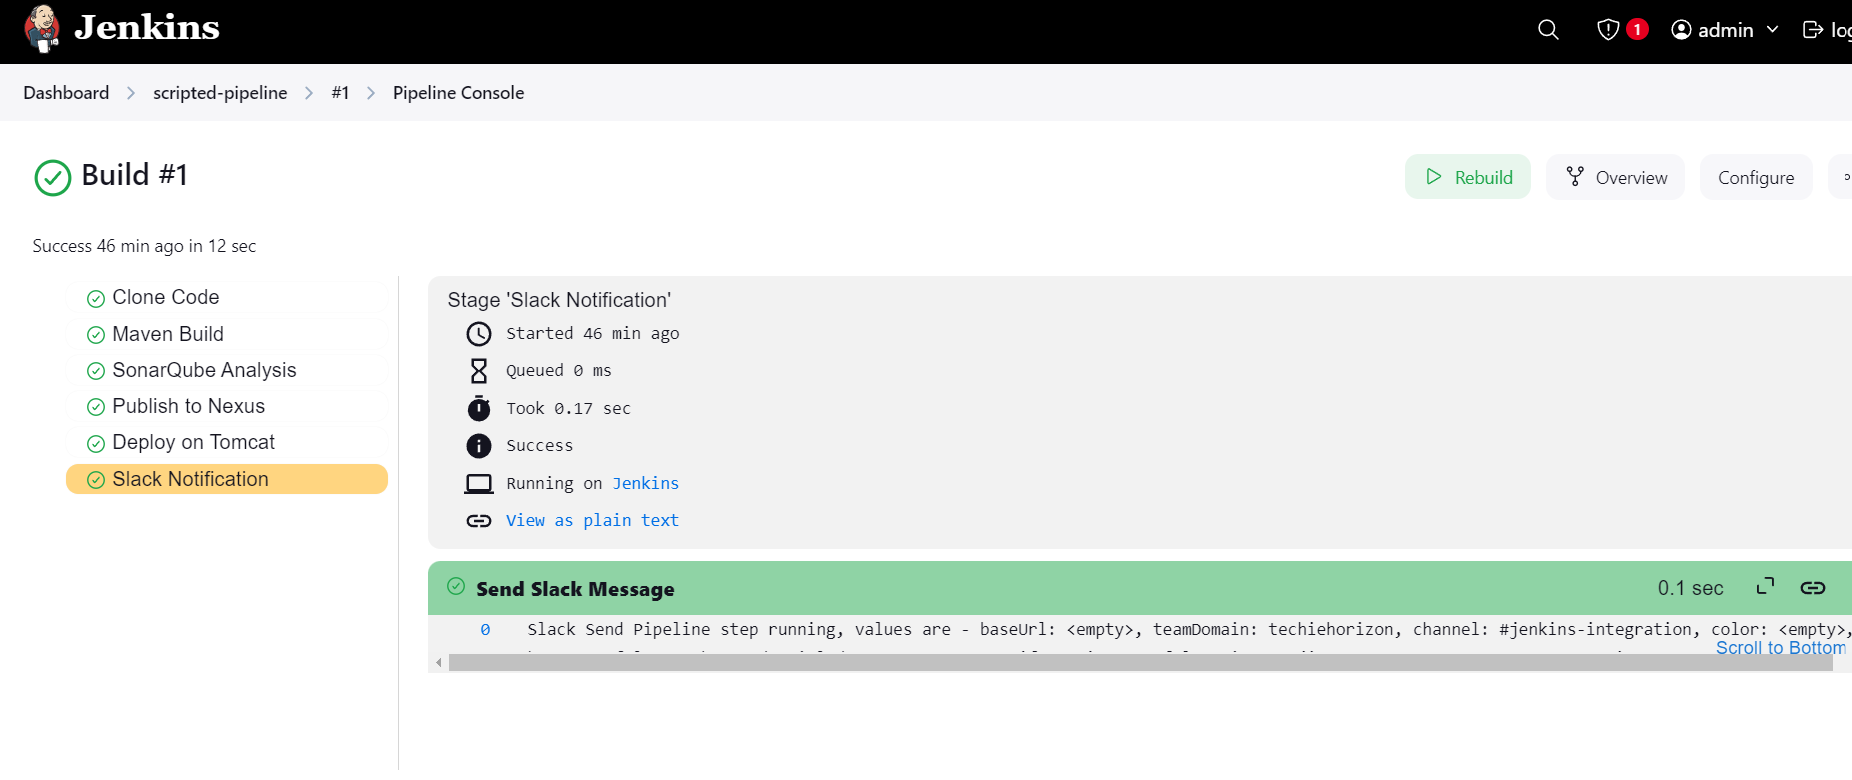 Jenkins
1
admin
Dashboard > scripted-pipeline > #1 > Pipeline Console
Build #1
Rebuild
Overview
Configure
Success 46 min ago in 12 sec
Clone Code
Maven Build
SonarQube Analysis
Publish to Nexus
Deploy on Tomcat
Slack Notification
Stage 'Slack Notification'
Started 46 min ago
Queued 0 ms
Took 0.17 sec
Success
Running on Jenkins
View as plain text
Send Slack Message
0.1 sec
0 Slack Send Pipeline step running, values are - baseUrl: <empty>, teamDomain: techiehorizon, channel: #jenkins-integration, color: <empty>,
Scroll to Bottom